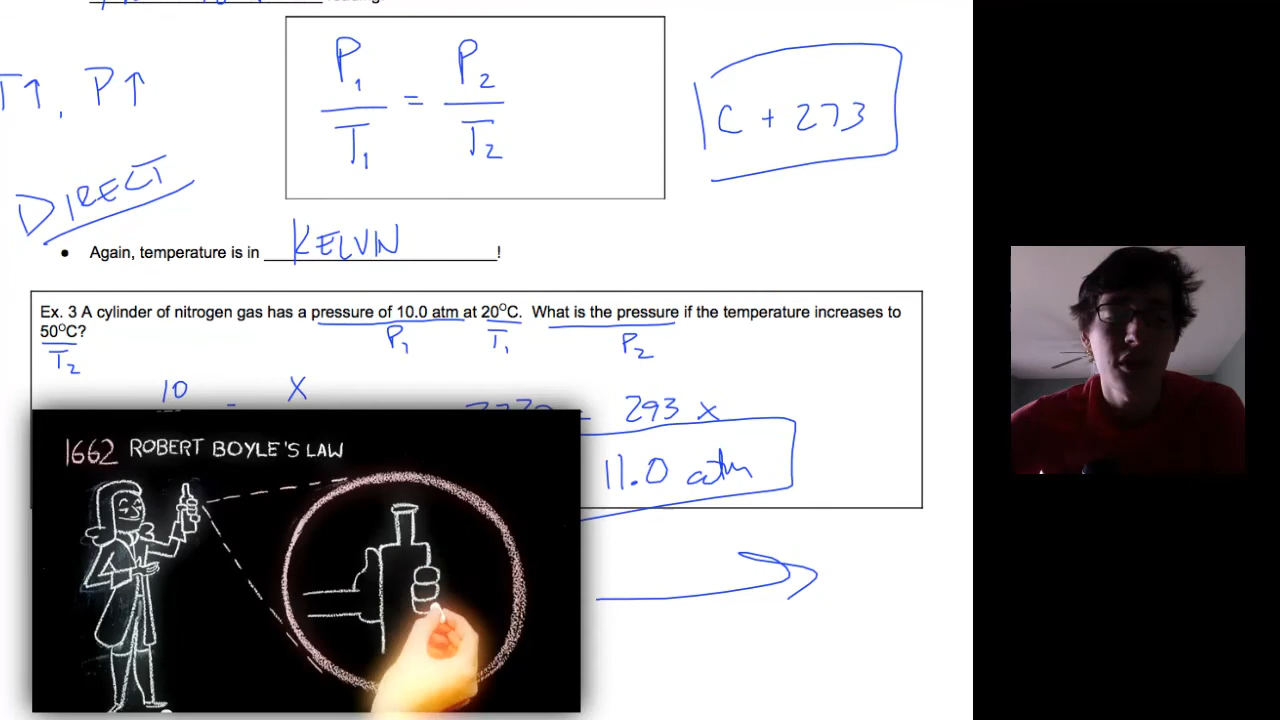 P1 P2
T↑, P↑ — = — C + 273
T1 T2
DIRECT
• Again, temperature is in KELVIN !
Ex. 3 A cylinder of nitrogen gas has a pressure of 10.0 atm at 20°C. What is the pressure if the temperature increases to
50°C?
P1 T1 P2
T2
10 X
= 293 x
11.0 atm
1662 ROBERT BOYLE'S LAW